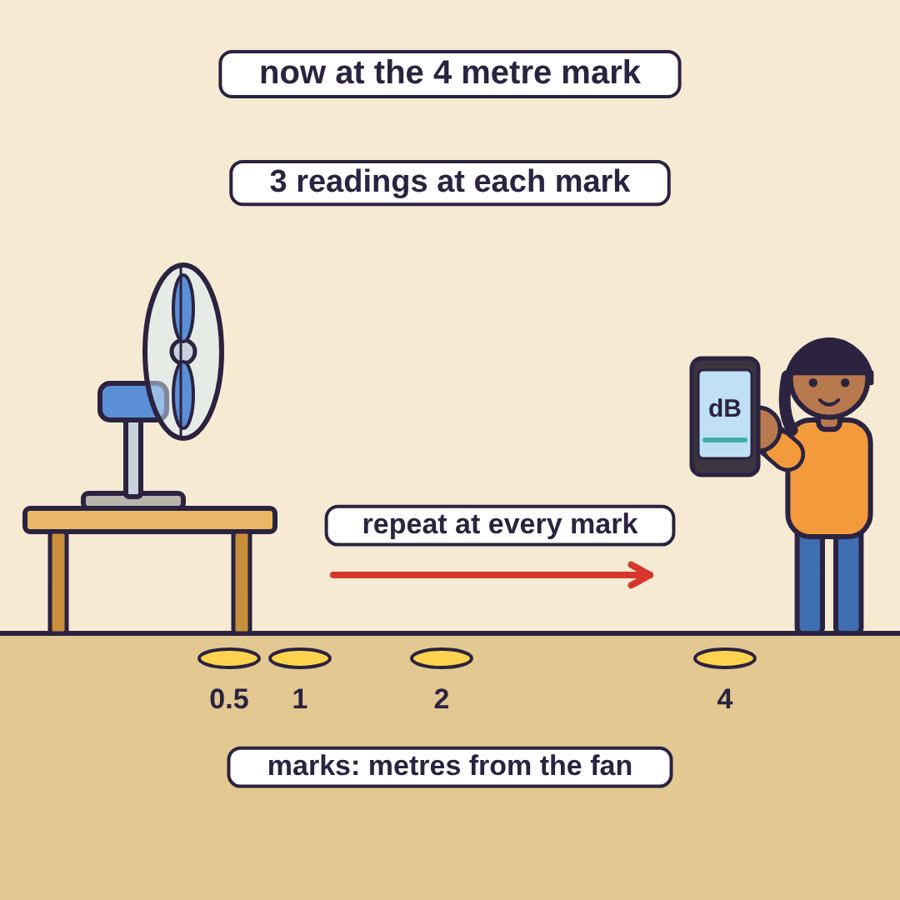 now at the 4 metre mark
3 readings at each mark
dB
repeat at every mark
0.5 1 2 4
marks: metres from the fan